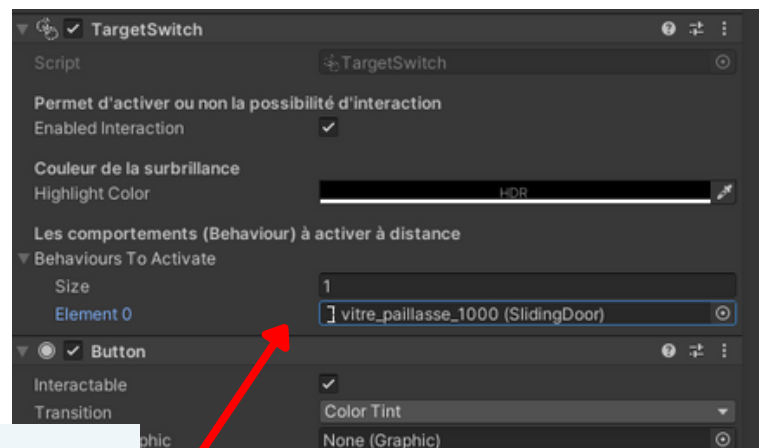 TargetSwitch
Script TargetSwitch
Permet d'activer ou non la possibilité d'interaction
Enabled Interaction
Couleur de la surbrillance
Highlight Color HDR
Les comportements (Behaviour) à activer à distance
Behaviours To Activate
Size 1
Element 0 vitre_paillasse_1000 (SlidingDoor)
Button
Interactable
Transition Color Tint
phic None (Graphic)